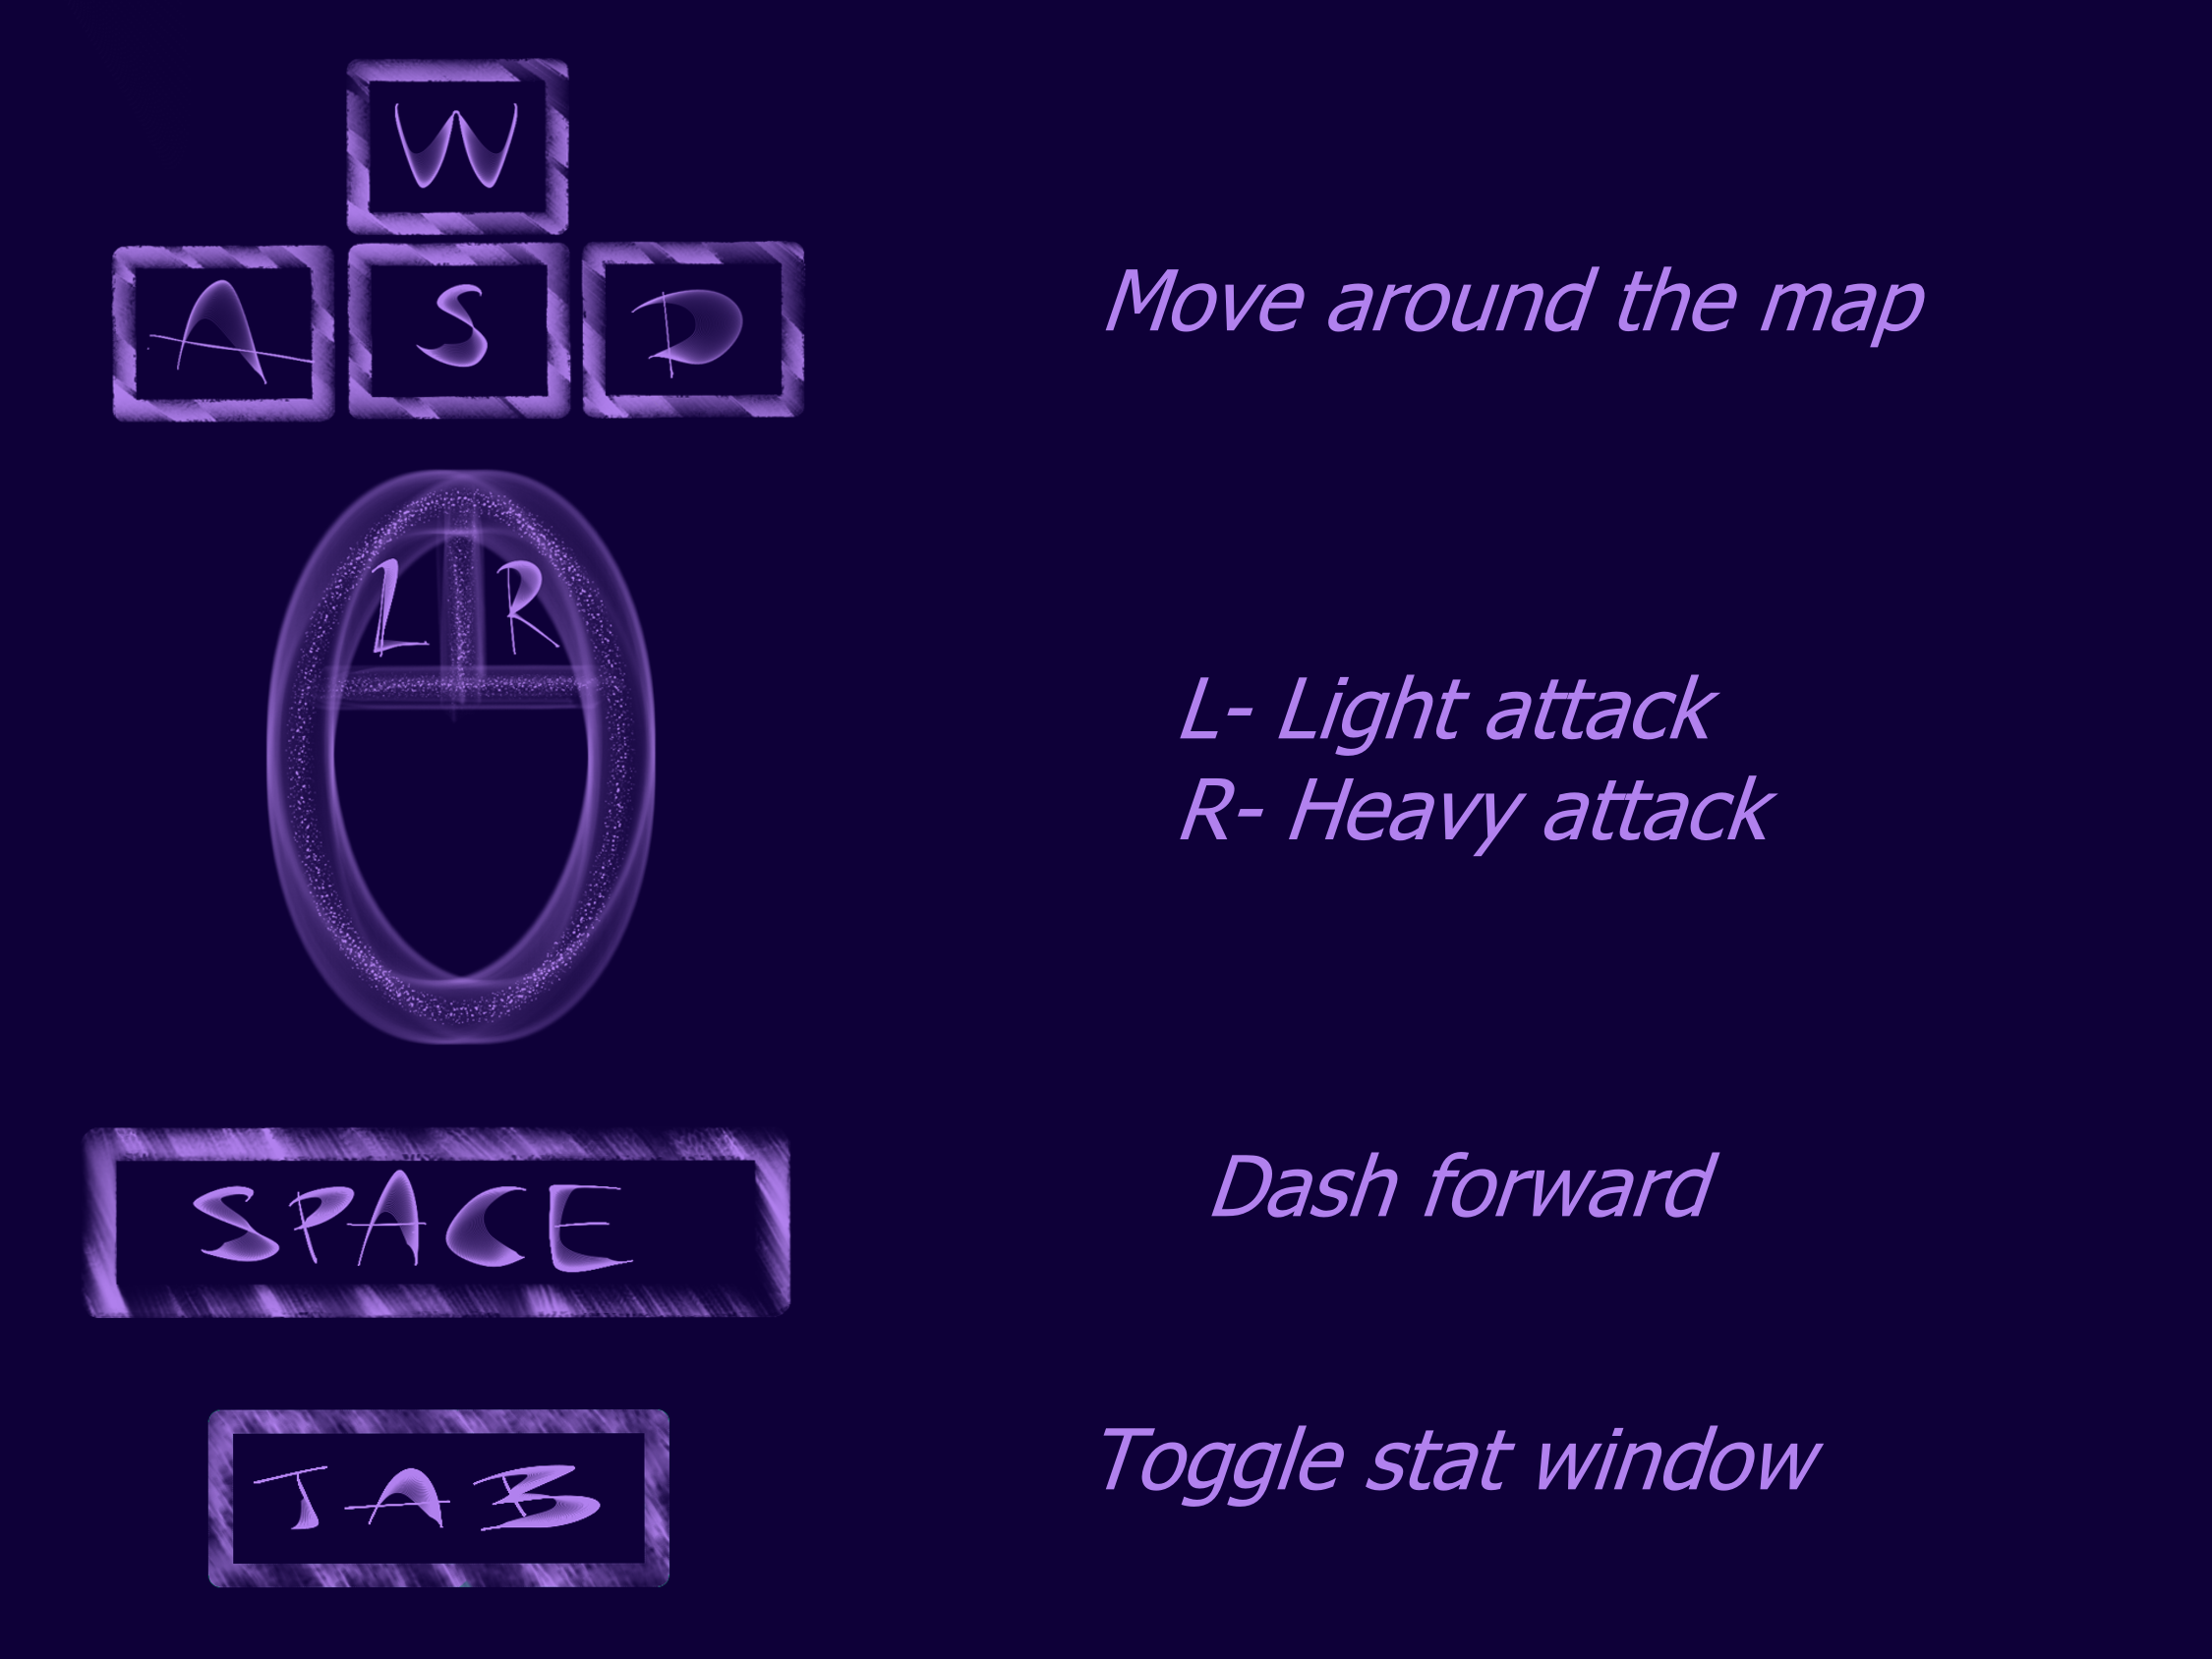 W
A S D
Move around the map
L R
L- Light attack
R- Heavy attack
SPACE
Dash forward
TAB
Toggle stat window